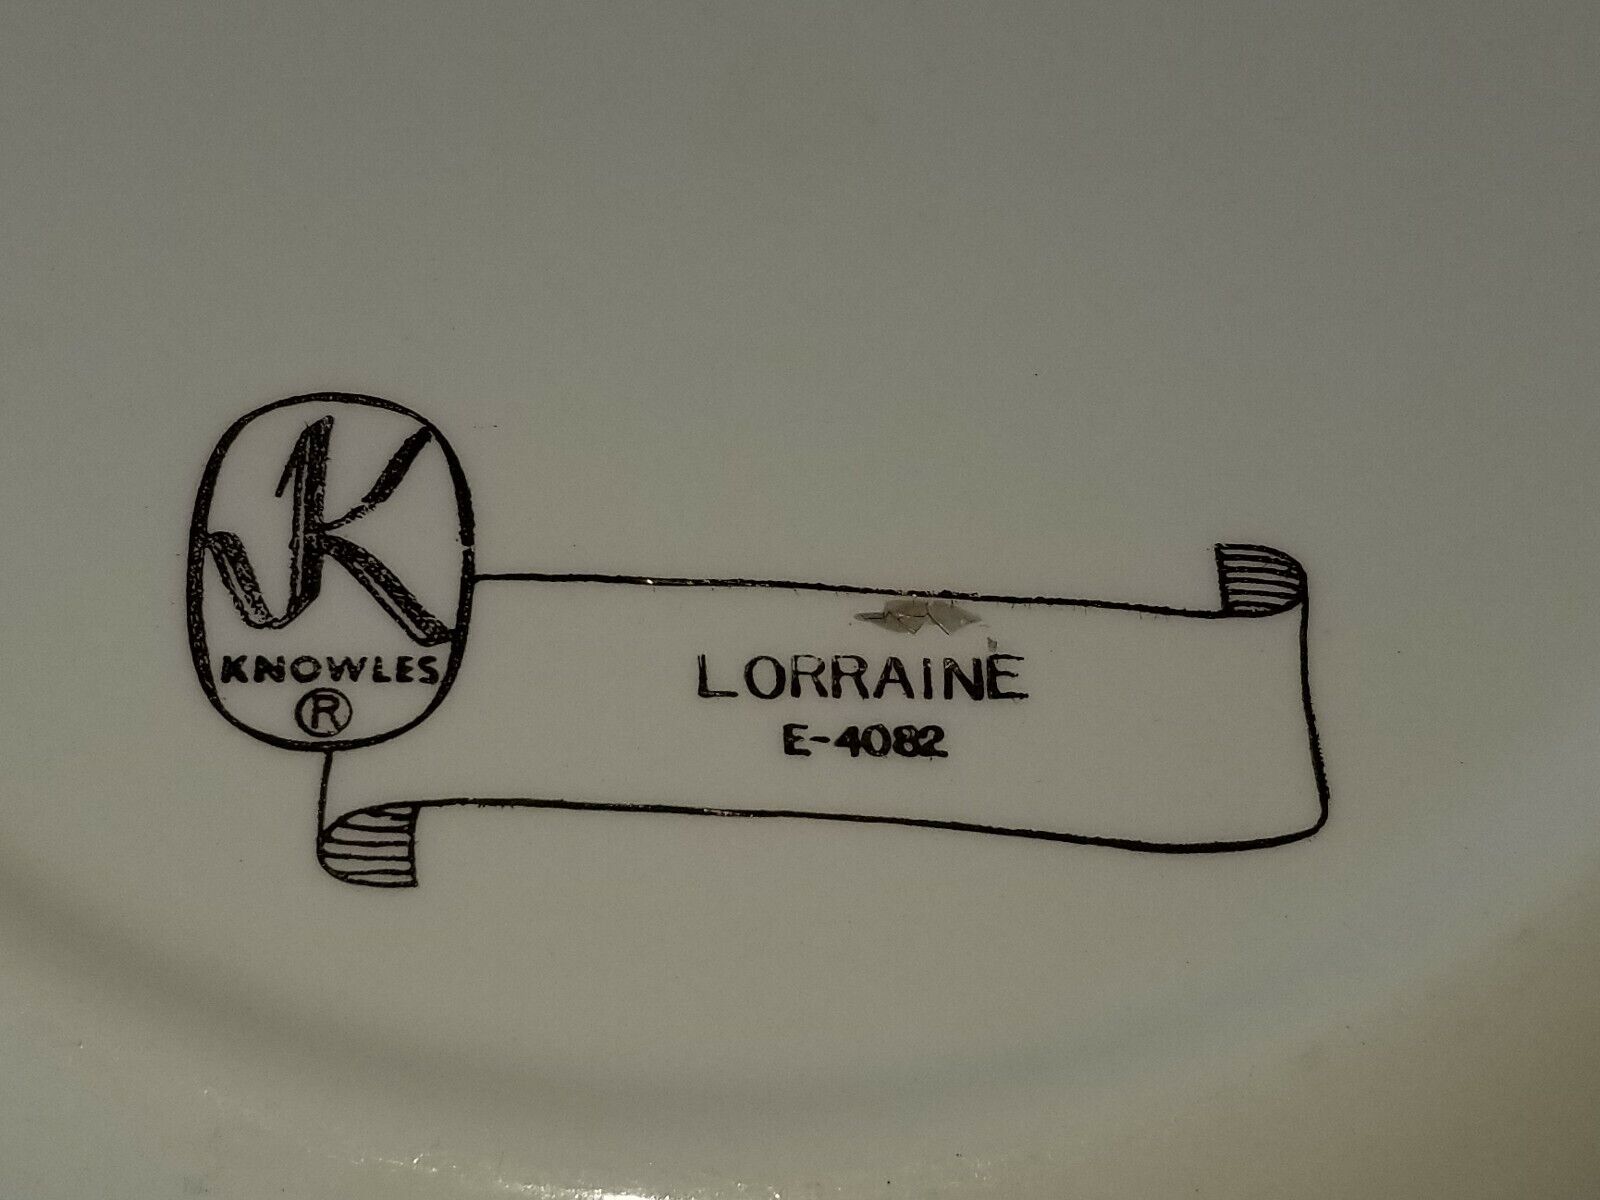 K
KNOWLES
®
LORRAINE
E-4082